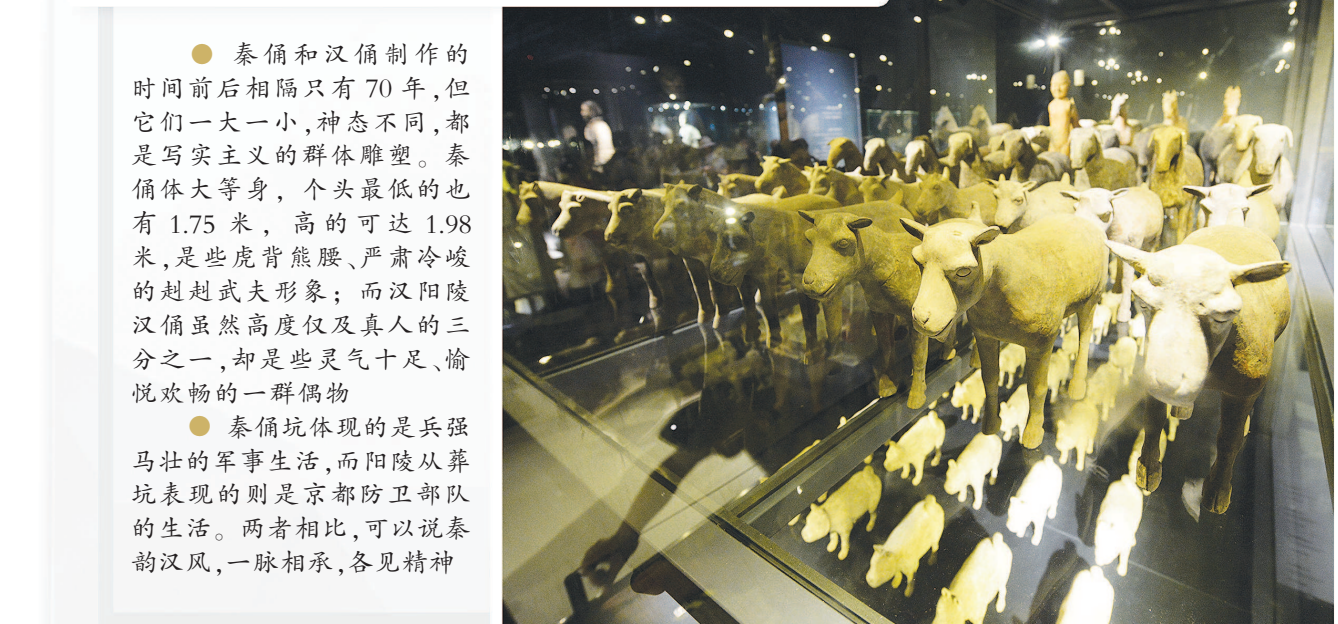 ● 秦俑和汉俑制作的
时间前后相隔只有 70 年,但
它们一大一小,神态不同,都
是写实主义的群体雕塑。秦
俑体大等身，个头最低的也
有 1.75 米，高的可达 1.98
米,是些虎背熊腰、严肃冷峻
的赳赳武夫形象；而汉阳陵
汉俑虽然高度仅及真人的三
分之一,却是些灵气十足、愉
悦欢畅的一群偶物
● 秦俑坑体现的是兵强
马壮的军事生活,而阳陵从葬
坑表现的则是京都防卫部队
的生活。两者相比,可以说秦
韵汉风,一脉相承,各见精神